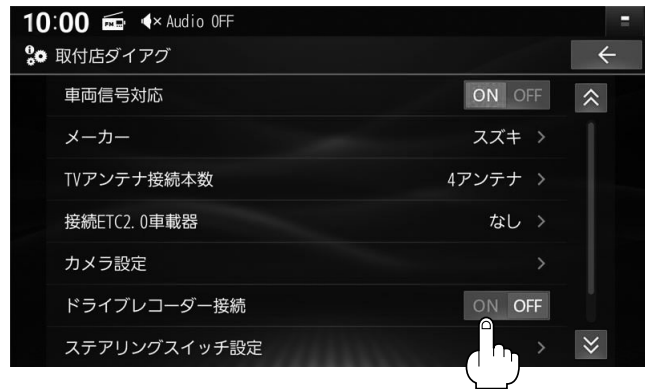 10:00 FM Audio OFF
取付店ダイアグ
車両信号対応 ON OFF
メーカー スズキ
TVアンテナ接続本数 4アンテナ
接続ETC2.0車載器 なし
カメラ設定
ドライブレコーダー接続 ON OFF
ステアリングスイッチ設定